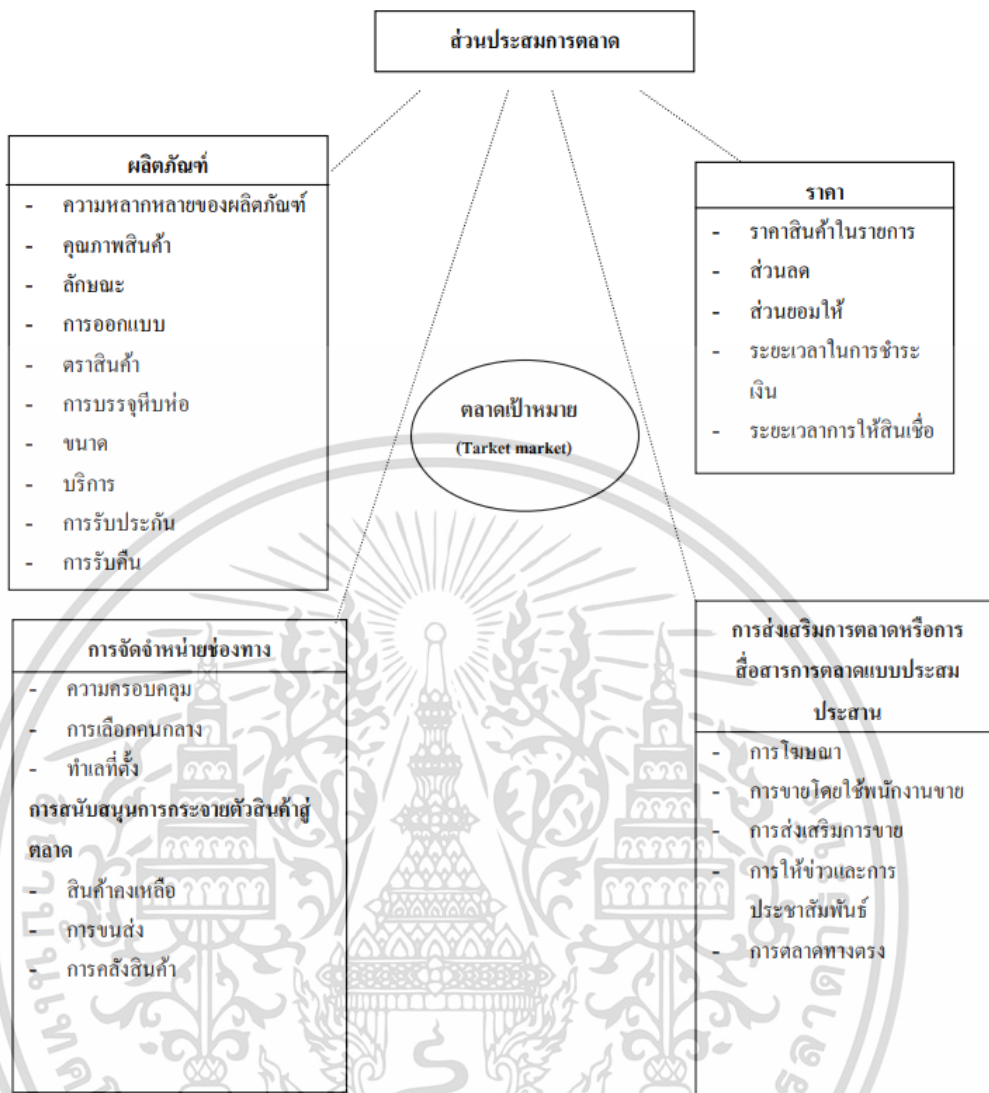 ส่วนประสมการตลาด
ผลิตภัณฑ์
- ความหลากหลายของผลิตภัณฑ์
- คุณภาพสินค้า
- ลักษณะ
- การออกแบบ
- ตราสินค้า
- การบรรจุหีบห่อ
- ขนาด
- บริการ
- การรับประกัน
- การรับคืน
ราคา
- ราคาสินค้าในรายการ
- ส่วนลด
- ส่วนยอมให้
- ระยะเวลาในการชำระ
เงิน
- ระยะเวลาการให้สินเชื่อ
ตลาดเป้าหมาย
(Tarket market)
การจัดจำหน่ายช่องทาง
- ความครอบคลุม
- การเลือกคนกลาง
- ทำเลที่ตั้ง
การสนับสนุนการกระจายตัวสินค้าสู่
ตลาด
- สินค้าคงเหลือ
- การขนส่ง
- การคลังสินค้า
การส่งเสริมการตลาดหรือการ
สื่อสารการตลาดแบบประสม
ประสาน
- การโฆษณา
- การขายโดยใช้พนักงานขาย
- การส่งเสริมการขาย
- การให้ข่าวและการ
ประชาสัมพันธ์
- การตลาดทางตรง